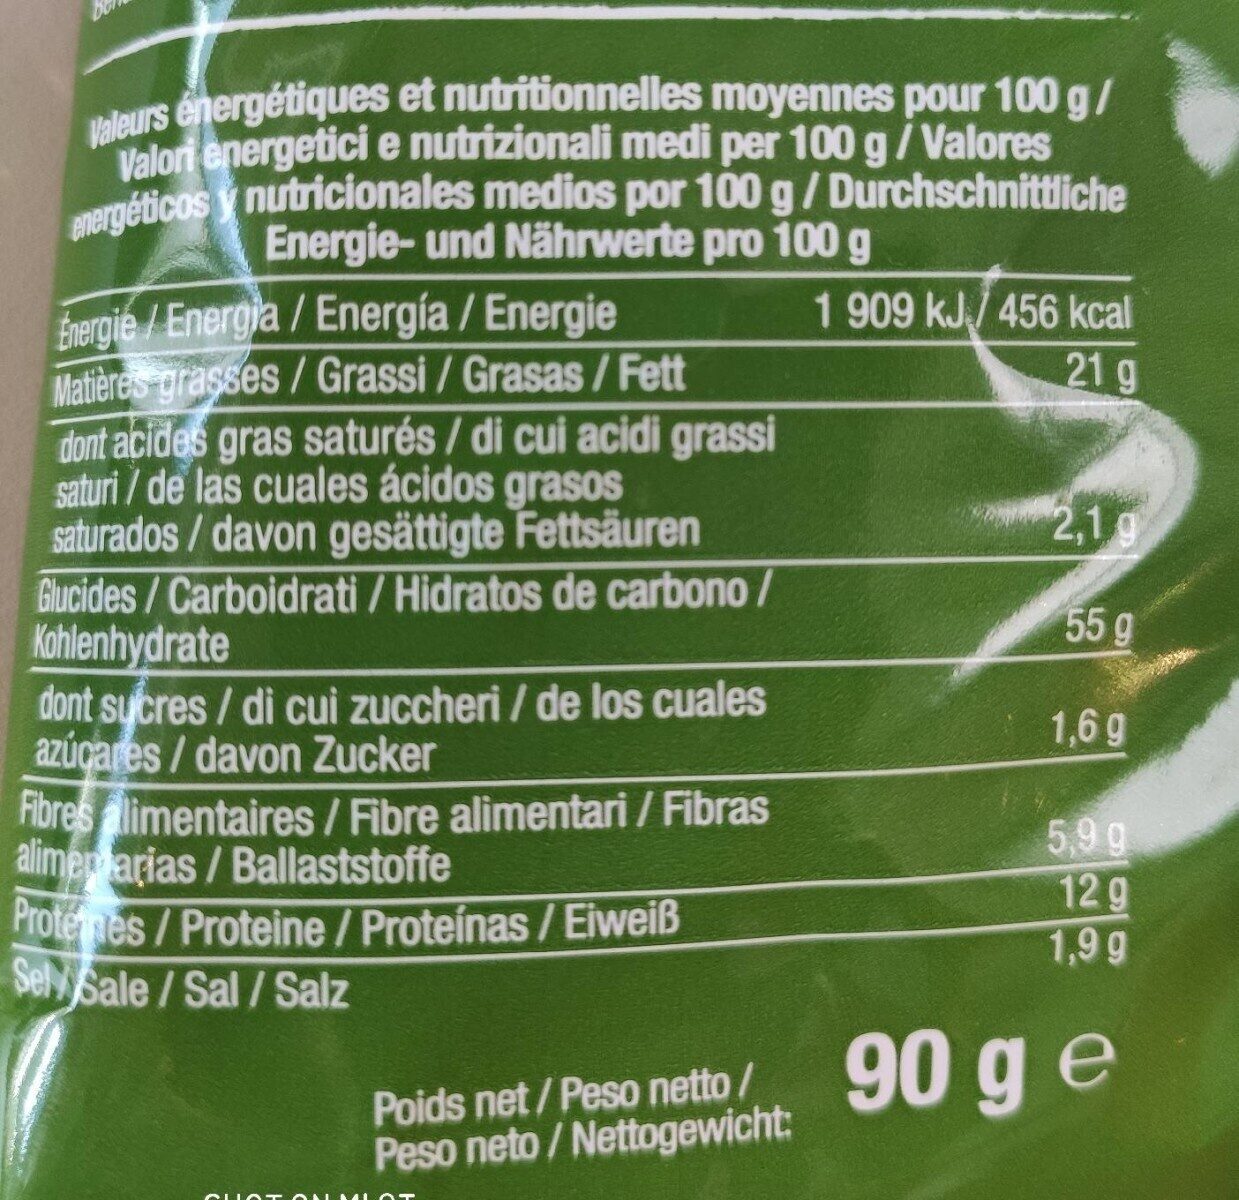 Valeurs énergétiques et nutritionnelles moyennes pour 100 g /
Valori energetici e nutrizionali medi per 100 g / Valores
energéticos y nutricionales medios por 100 g / Durchschnittliche
Energie- und Nährwerte pro 100 g
Énergie / Energia / Energía / Energie 1 909 kJ / 456 kcal
Matières grasses / Grassi / Grasas / Fett 21 g
dont acides gras saturés / di cui acidi grassi
saturi / de las cuales ácidos grasos
saturados / davon gesättigte Fettsäuren 2,1 g
Glucides / Carboidrati / Hidratos de carbono /
Kohlenhydrate 55 g
dont sucres / di cui zuccheri / de los cuales
azúcares / davon Zucker 1,6 g
Fibres alimentaires / Fibre alimentari / Fibras
alimentarias / Ballaststoffe 5,9 g
Protéines / Proteine / Proteínas / Eiweiß 12 g
Sel / Sale / Sal / Salz 1,9 g
Poids net / Peso netto /
Peso neto / Nettogewicht: 90 g e